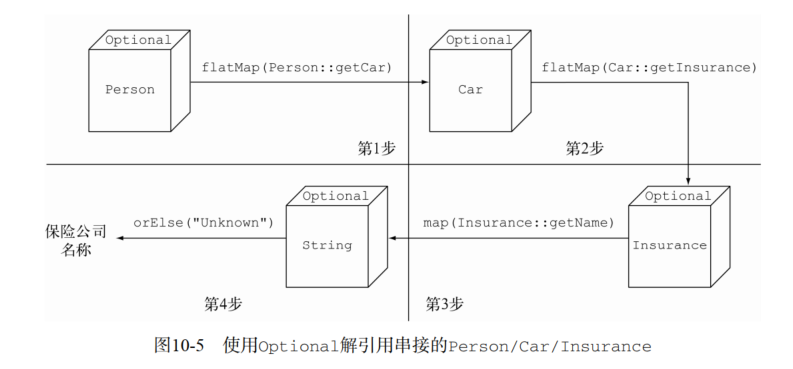 Optional
Person
flatMap(Person::getCar)
Optional
Car
flatMap(Car::getInsurance)
第1步
第2步
保险公司
名称
orElse("Unknown")
Optional
String
map(Insurance::getName)
Optional
Insurance
第4步
第3步
图10-5 使用Optional解引用串接的Person/Car/Insurance